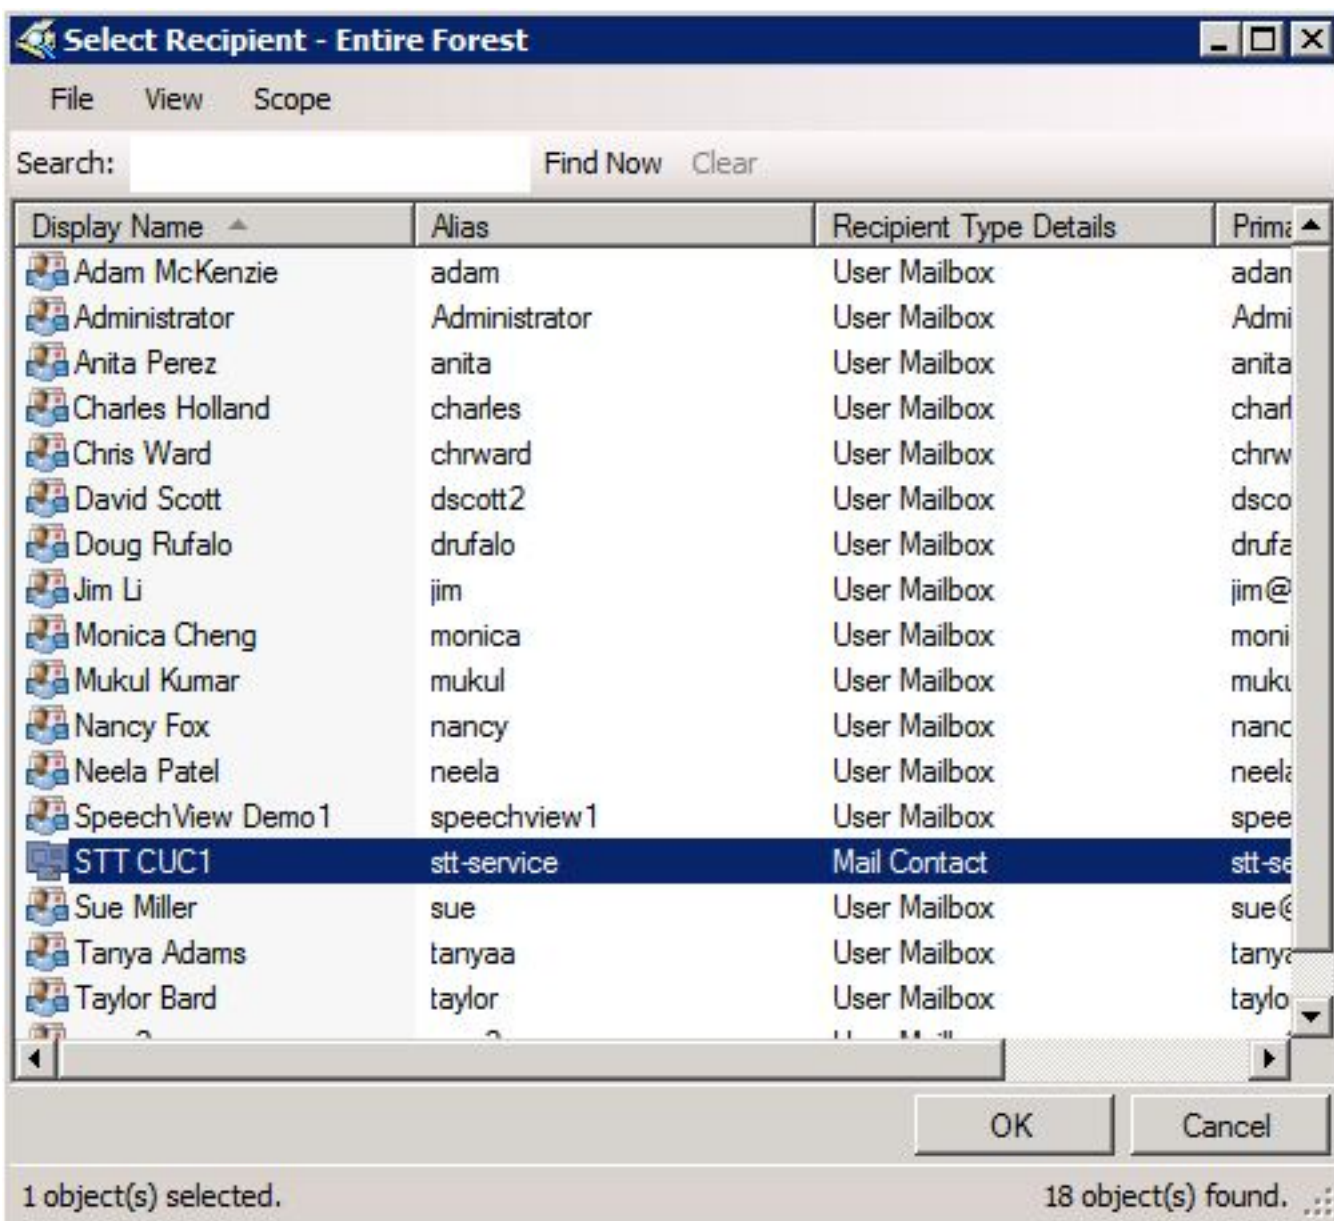 Select Recipient - Entire Forest
File View Scope
Search: Find Now Clear
Display Name Alias Recipient Type Details Prima
Adam McKenzie adam User Mailbox adam
Administrator Administrator User Mailbox Admi
Anita Perez anita User Mailbox anita
Charles Holland charles User Mailbox charl
Chris Ward chrward User Mailbox chrw
David Scott dscott2 User Mailbox dsco
Doug Rufalo drufalo User Mailbox drufa
Jim Li jim User Mailbox jim@
Monica Cheng monica User Mailbox moni
Mukul Kumar mukul User Mailbox muku
Nancy Fox nancy User Mailbox nanc
Neela Patel neela User Mailbox neela
SpeechView Demo1 speechview1 User Mailbox spee
STT CUC1 stt-service Mail Contact stt-se
Sue Miller sue User Mailbox sue@
Tanya Adams tanyaa User Mailbox tanya
Taylor Bard taylor User Mailbox taylo
OK Cancel
1 object(s) selected. 18 object(s) found.